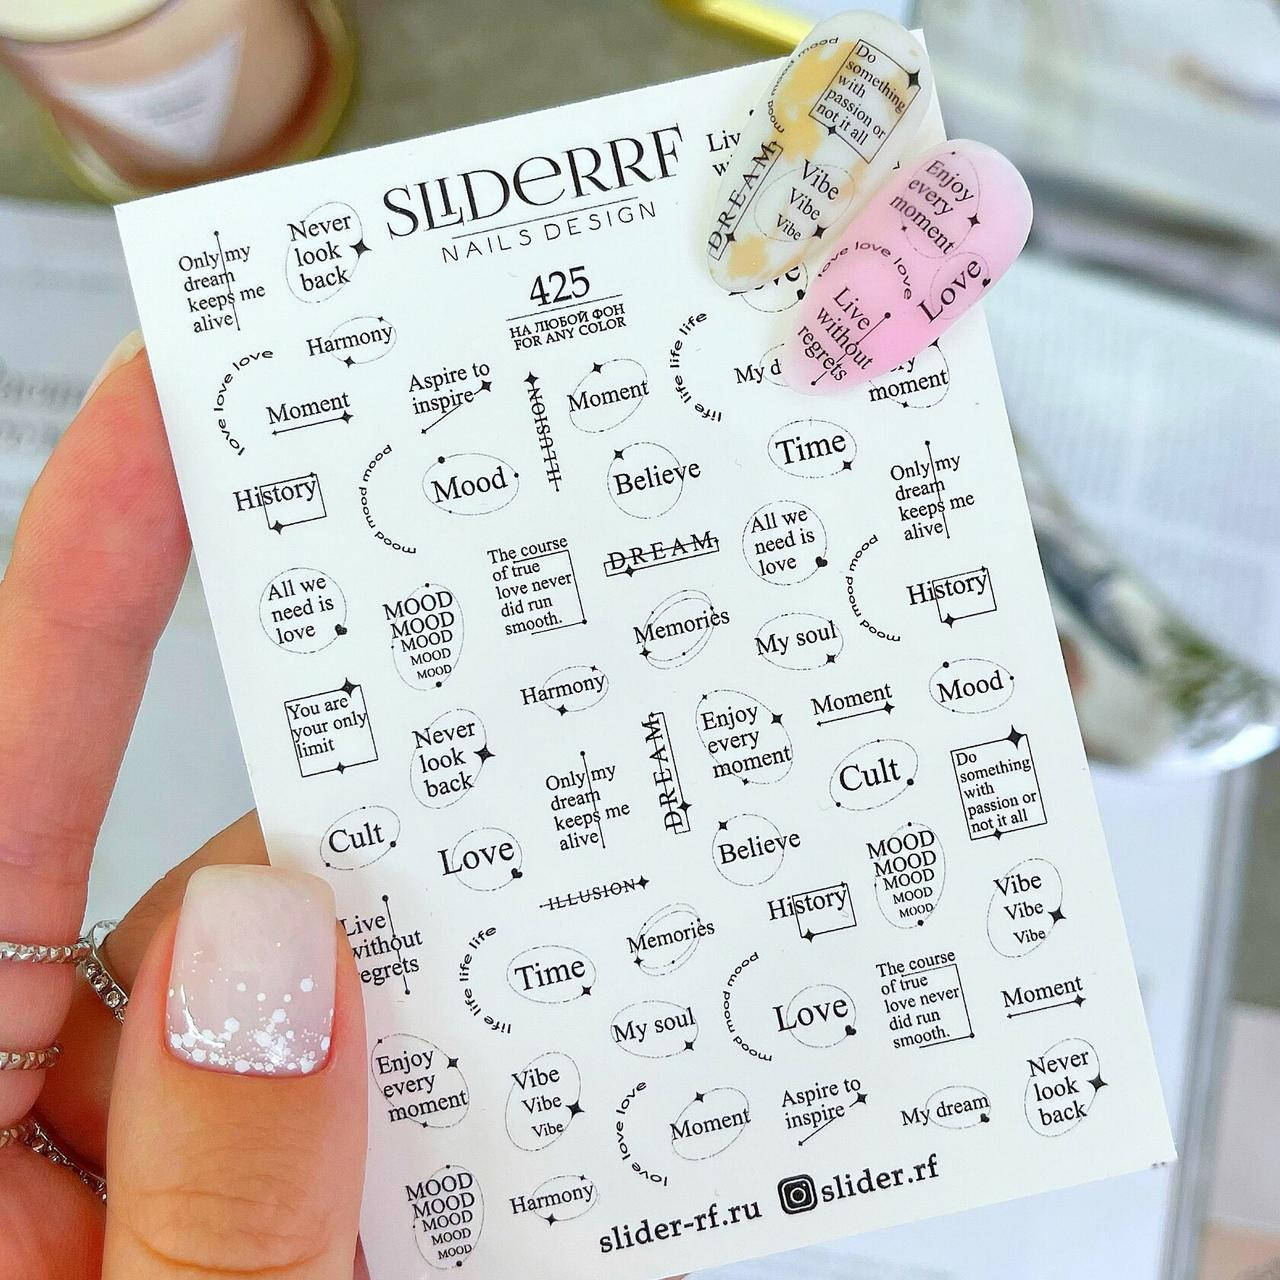 SLIDERRF
NAILS DESIGN
425
НА ЛЮБОЙ ФОН
FOR ANY COLOR
mood mood mood
Do
something
with
passion or
not it all
DREAM
Vibe
Vibe
Vibe
Enjoy
every
moment
love love love
Love
Live
without
regrets
Only my
dream
keeps me
alive
Never
look
back
Harmony
love love love
Moment
Aspire to
inspire
ILLUSION
Moment
life life life
My d
moment
History
mood mood
Mood
Believe
Time
Only my
dream
keeps me
alive
All we
need is
love
MOOD
MOOD
MOOD
MOOD
MOOD
The course
of true
love never
did run
smooth.
DREAM
All we
need is
love
mood mood
History
Memories
My soul
You are
your only
limit
Never
look
back
Harmony
Enjoy
every
moment
Moment
Mood
Only my
dream
keeps me
alive
DREAM
Cult
Do
something
with
passion or
not it all
Cult
Love
Believe
MOOD
MOOD
MOOD
MOOD
MOOD
ILLUSION
History
Vibe
Vibe
Vibe
Live
without
egrets
life life life
Time
Memories
mood mood
Love
The course
of true
love never
did run
smooth.
Moment
My soul
Enjoy
every
moment
Vibe
Vibe
Vibe
love love love
Moment
Aspire to
inspire
My dream
Never
look
back
MOOD
MOOD
MOOD
MOOD
MOOD
Harmony
slider-rf.ru
slider.rf